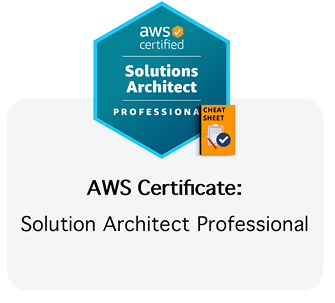 aws
certified
Solutions
Architect
PROFESSIONAL
CHEAT
SHEET
AWS Certificate:
Solution Architect Professional